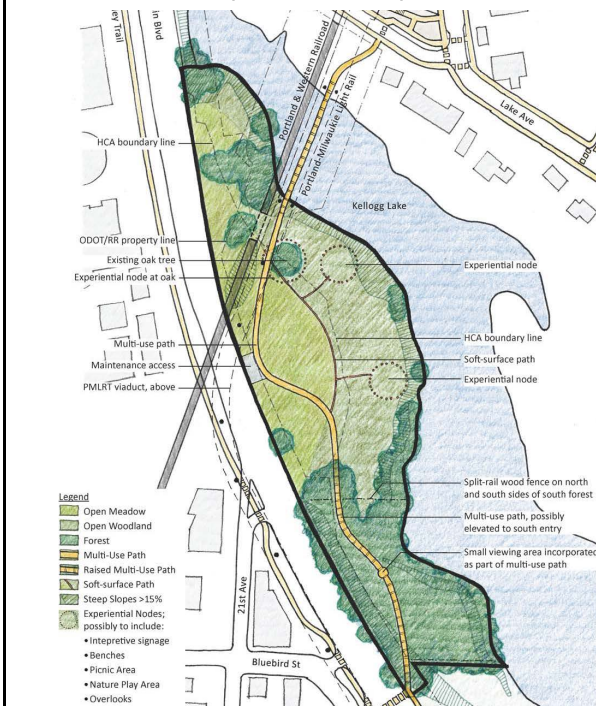 ey Trail
in Blvd
Portland & Western Railroad
Portland-Milwaukie Light Rail
Lake Ave
HCA boundary line
Kellogg Lake
ODOT/RR property line
Existing oak tree
Experiential node at oak
Experiential node
Multi-use path
Maintenance access
PMLRT viaduct, above
HCA boundary line
Soft-surface path
Experiential node
Split-rail wood fence on north
and south sides of south forest
Multi-use path, possibly
elevated to south entry
Small viewing area incorporated
as part of multi-use path
Legend
Open Meadow
Open Woodland
Forest
Multi-Use Path
Raised Multi-Use Path
Soft-surface Path
Steep Slopes >15%
Experiential Nodes;
possibly to include:
• Intepretive signage
• Benches
• Picnic Area
• Nature Play Area
• Overlooks
21st Ave
Bluebird St